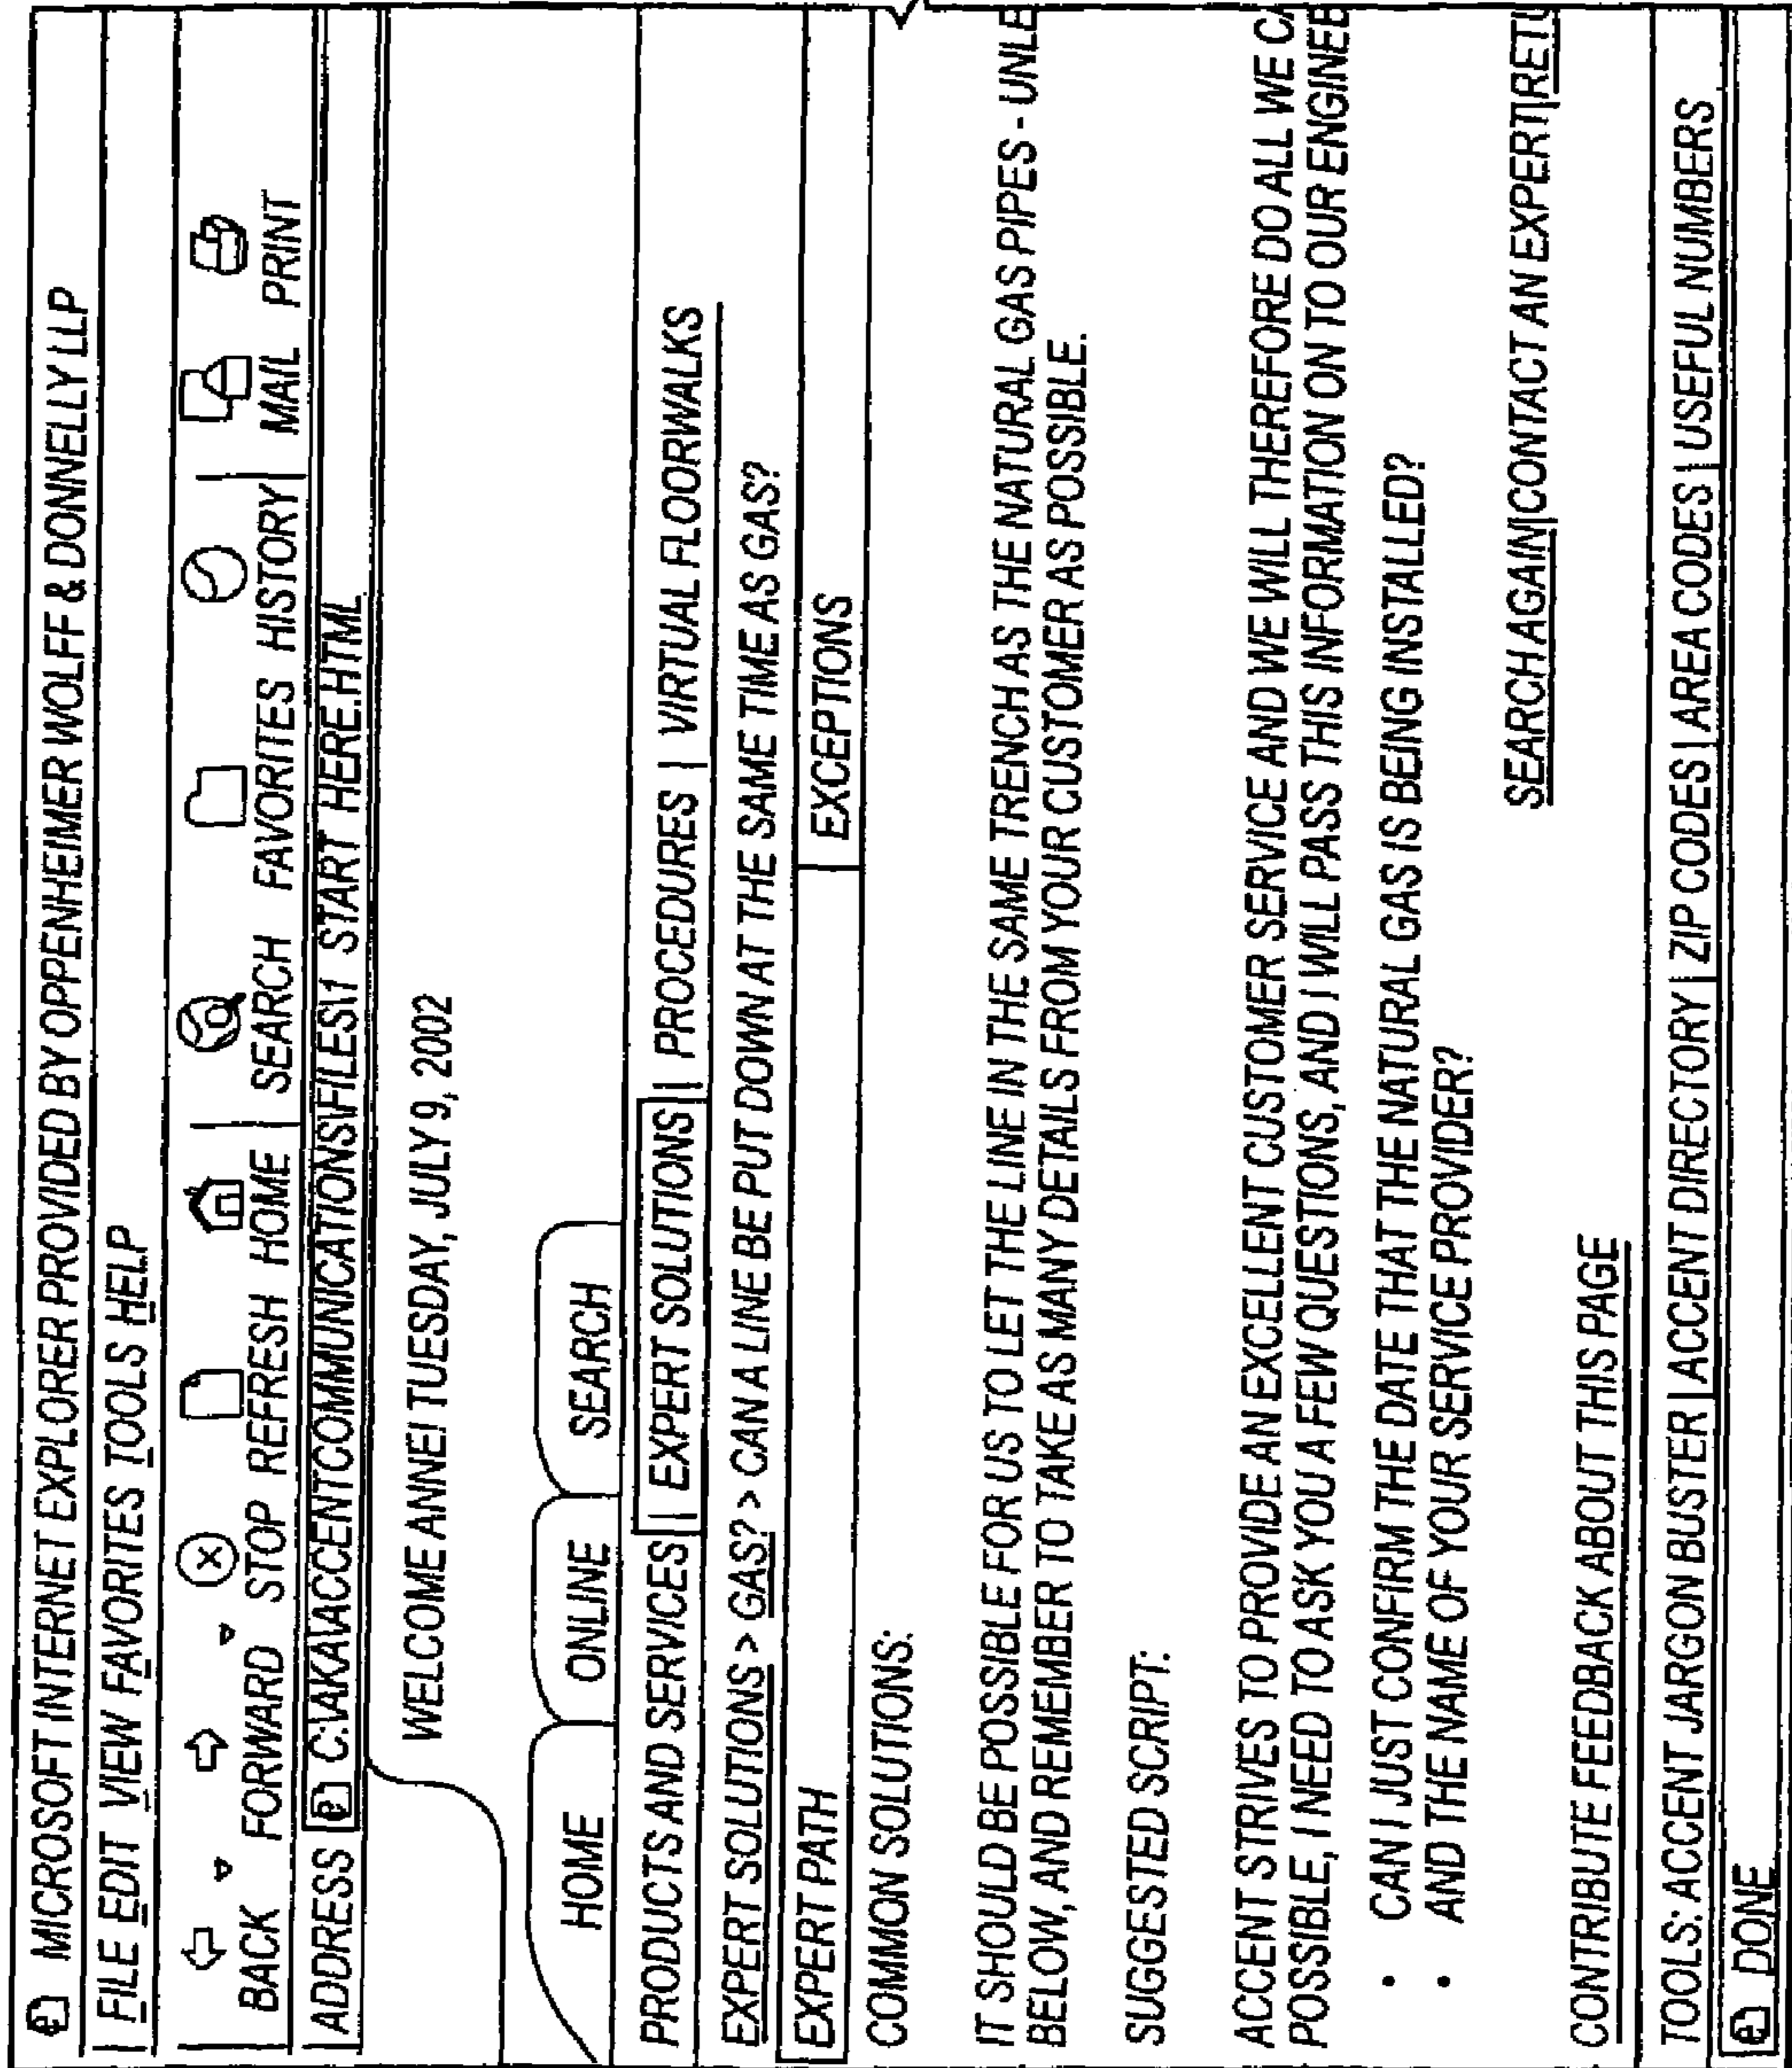 MICROSOFT INTERNET EXPLORER PROVIDED BY OPPENHEIMER WOLFF & DONNELLY LLP
FILE EDIT VIEW FAVORITES TOOLS HELP
BACK FORWARD STOP REFRESH HOME | SEARCH FAVORITES HISTORY | MAIL PRINT
ADDRESS C:\AKA\ACCENTCOMMUNICATIONS\FILES\1 START HERE.HTML
WELCOME ANNE! TUESDAY, JULY 9, 2002
HOME ONLINE SEARCH
PRODUCTS AND SERVICES | EXPERT SOLUTIONS | PROCEDURES | VIRTUAL FLOORWALKS
EXPERT SOLUTIONS > GAS? > CAN A LINE BE PUT DOWN AT THE SAME TIME AS GAS?
EXPERT PATH EXCEPTIONS
COMMON SOLUTIONS:
IT SHOULD BE POSSIBLE FOR US TO LET THE LINE IN THE SAME TRENCH AS THE NATURAL GAS PIPES - UNLE
BELOW, AND REMEMBER TO TAKE AS MANY DETAILS FROM YOUR CUSTOMER AS POSSIBLE.
SUGGESTED SCRIPT:
ACCENT STRIVES TO PROVIDE AN EXCELLENT CUSTOMER SERVICE AND WE WILL THEREFORE DO ALL WE CA
POSSIBLE, I NEED TO ASK YOU A FEW QUESTIONS, AND I WILL PASS THIS INFORMATION ON TO OUR ENGINEE
• CAN I JUST CONFIRM THE DATE THAT THE NATURAL GAS IS BEING INSTALLED?
• AND THE NAME OF YOUR SERVICE PROVIDER?
SEARCH AGAIN|CONTACT AN EXPERT|RETU
CONTRIBUTE FEEDBACK ABOUT THIS PAGE
TOOLS: ACCENT JARGON BUSTER | ACCENT DIRECTORY | ZIP CODES | AREA CODES | USEFUL NUMBERS
DONE